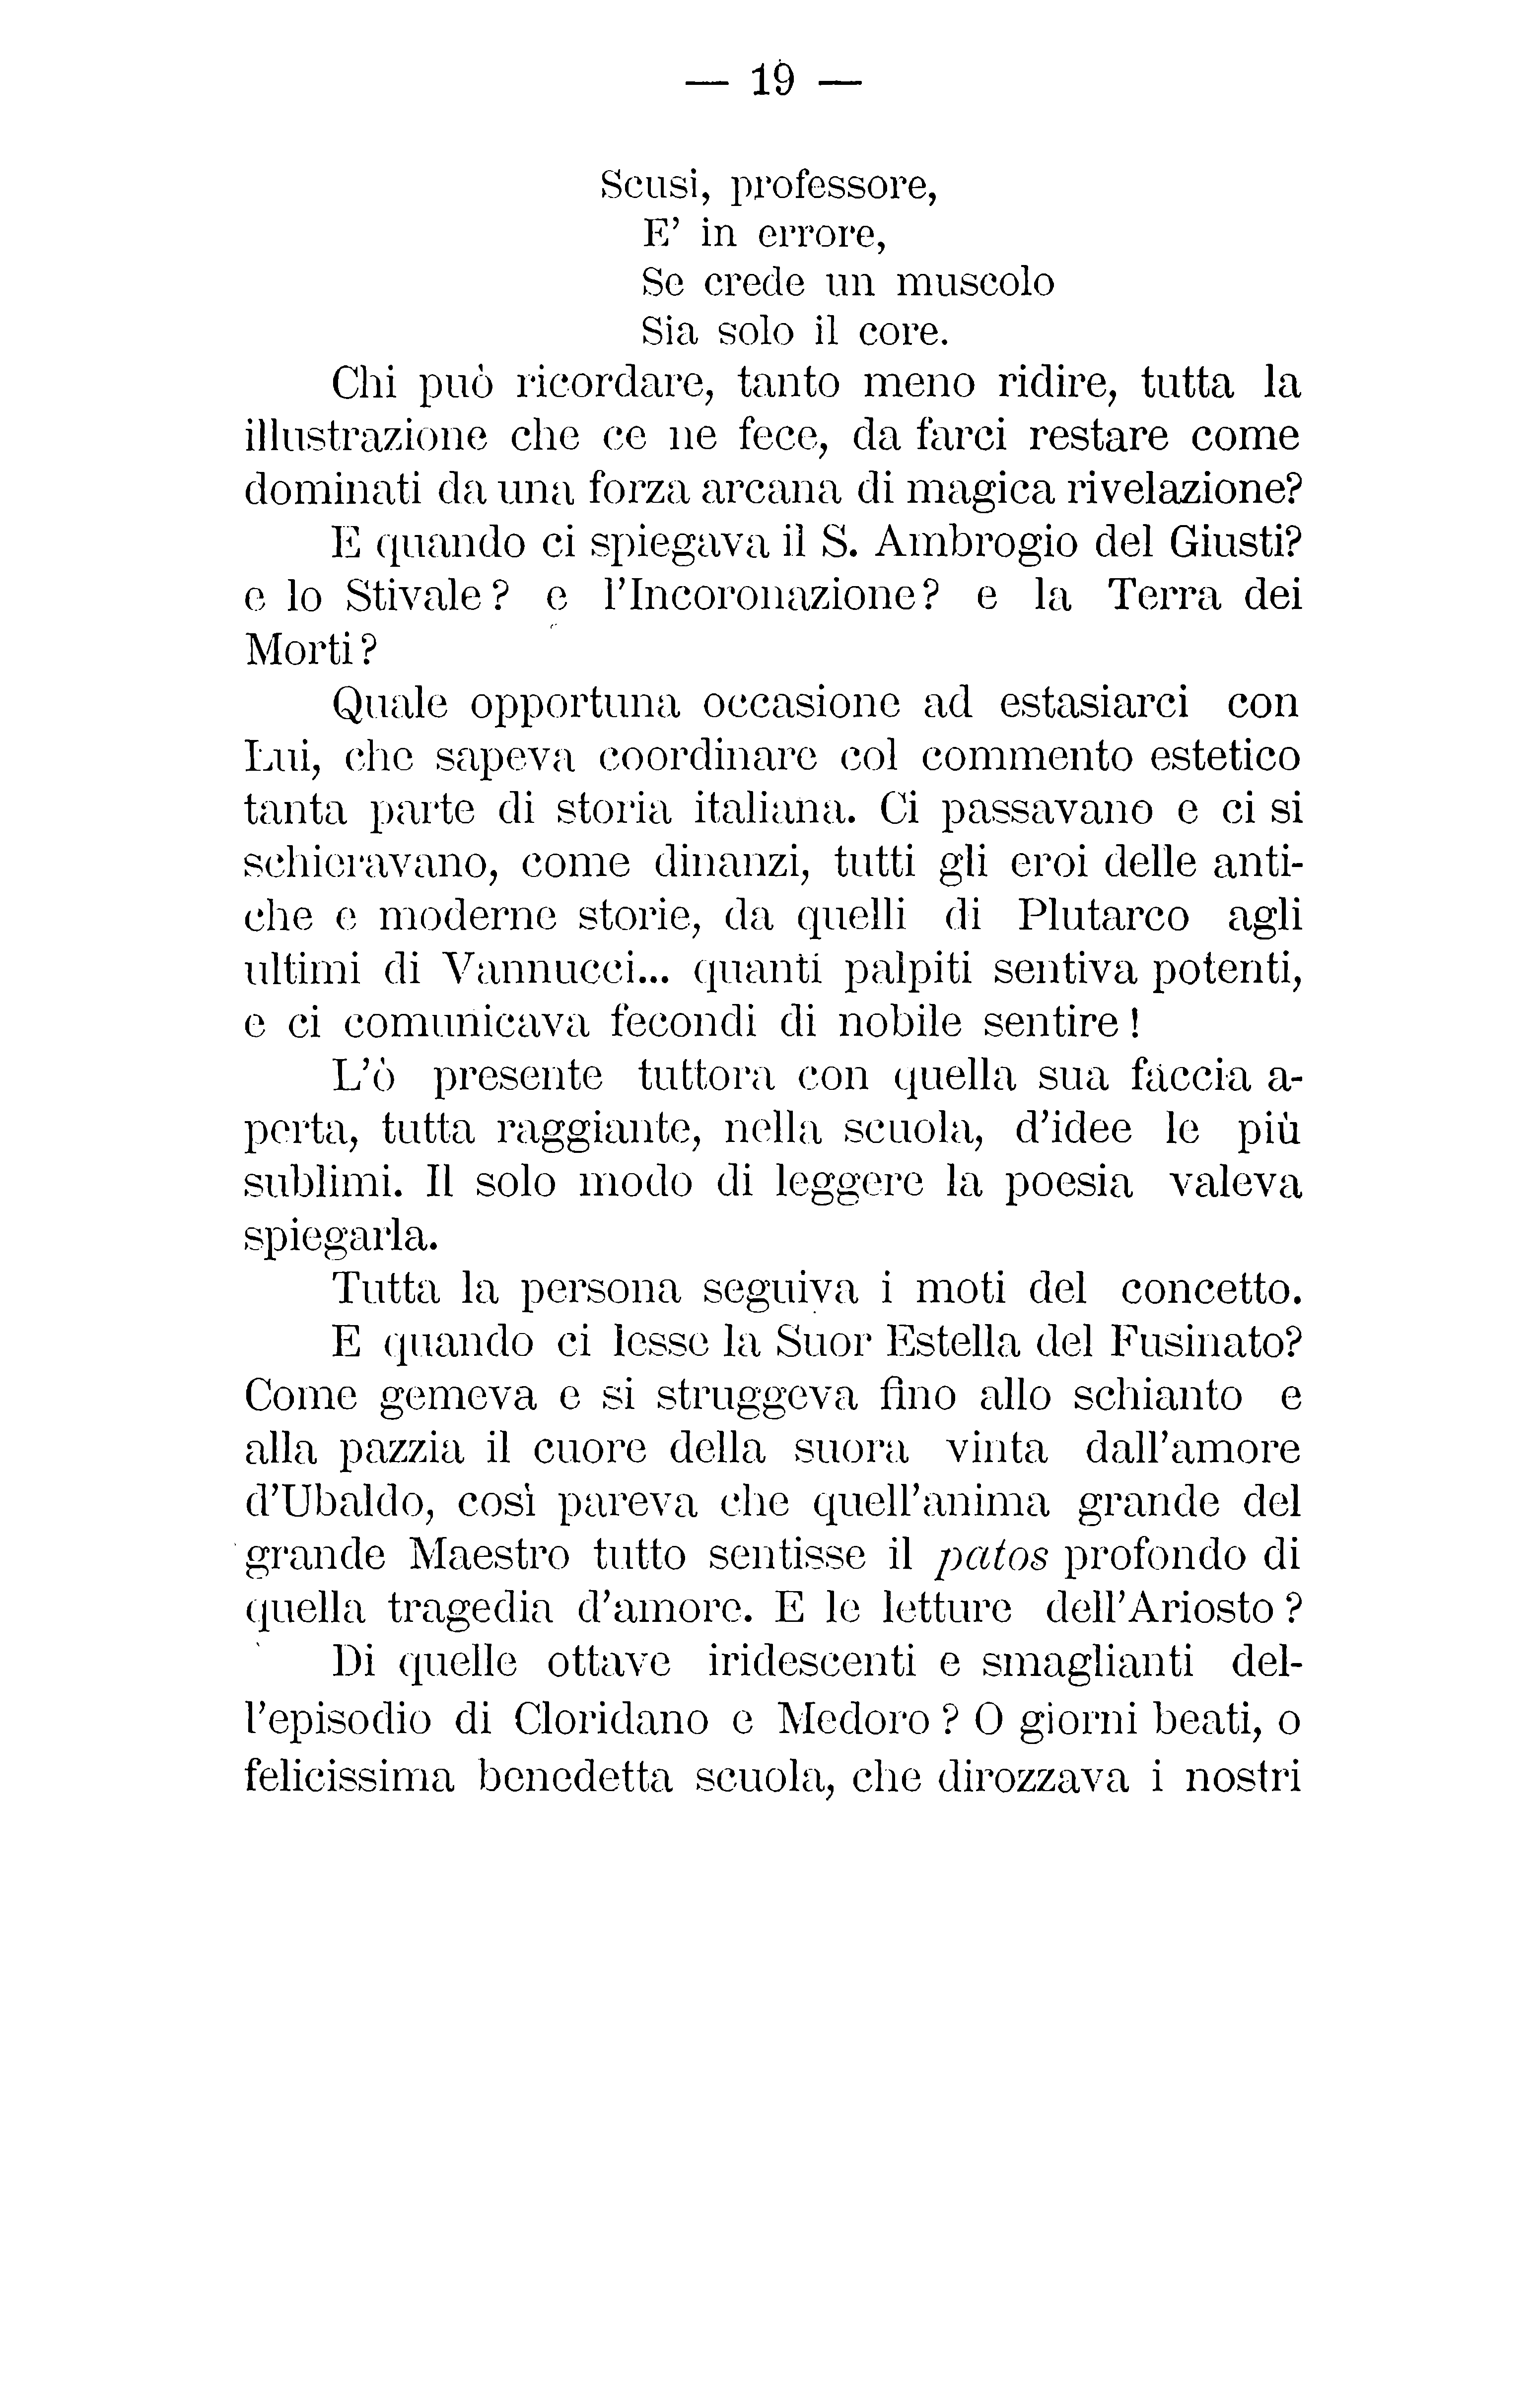 — 19 —
Scusi, professore,
E' in errore,
Se crede un muscolo
Sia solo il core.
Chi può ricordare, tanto meno ridire, tutta la
illustrazione che ce ne fece, da farci restare come
dominati da una forza arcana di magica rivelazione?
E quando ci spiegava il S. Ambrogio del Giusti?
e lo Stivale? e l'Incoronazione? e la Terra dei
Morti?
Quale opportuna occasione ad estasiarci con
Lui, che sapeva coordinare col commento estetico
tanta parte di storia italiana. Ci passavano e ci si
schieravano, come dinanzi, tutti gli eroi delle anti-
che e moderne storie, da quelli di Plutarco agli
ultimi di Vannucci... quanti palpiti sentiva potenti,
e ci comunicava fecondi di nobile sentire!
L'ò presente tuttora con quella sua faccia a-
perta, tutta raggiante, nella scuola, d'idee le più
sublimi. Il solo modo di leggere la poesia valeva
spiegarla.
Tutta la persona seguiva i moti del concetto.
E quando ci lesse la Suor Estella del Fusinato?
Come gemeva e si struggeva fino allo schianto e
alla pazzia il cuore della suora vinta dall'amore
d'Ubaldo, così pareva che quell'anima grande del
grande Maestro tutto sentisse il patos profondo di
quella tragedia d'amore. E le letture dell'Ariosto?
Di quelle ottave iridescenti e smaglianti del-
l'episodio di Cloridano e Medoro? O giorni beati, o
felicissima benedetta scuola, che dirozzava i nostri